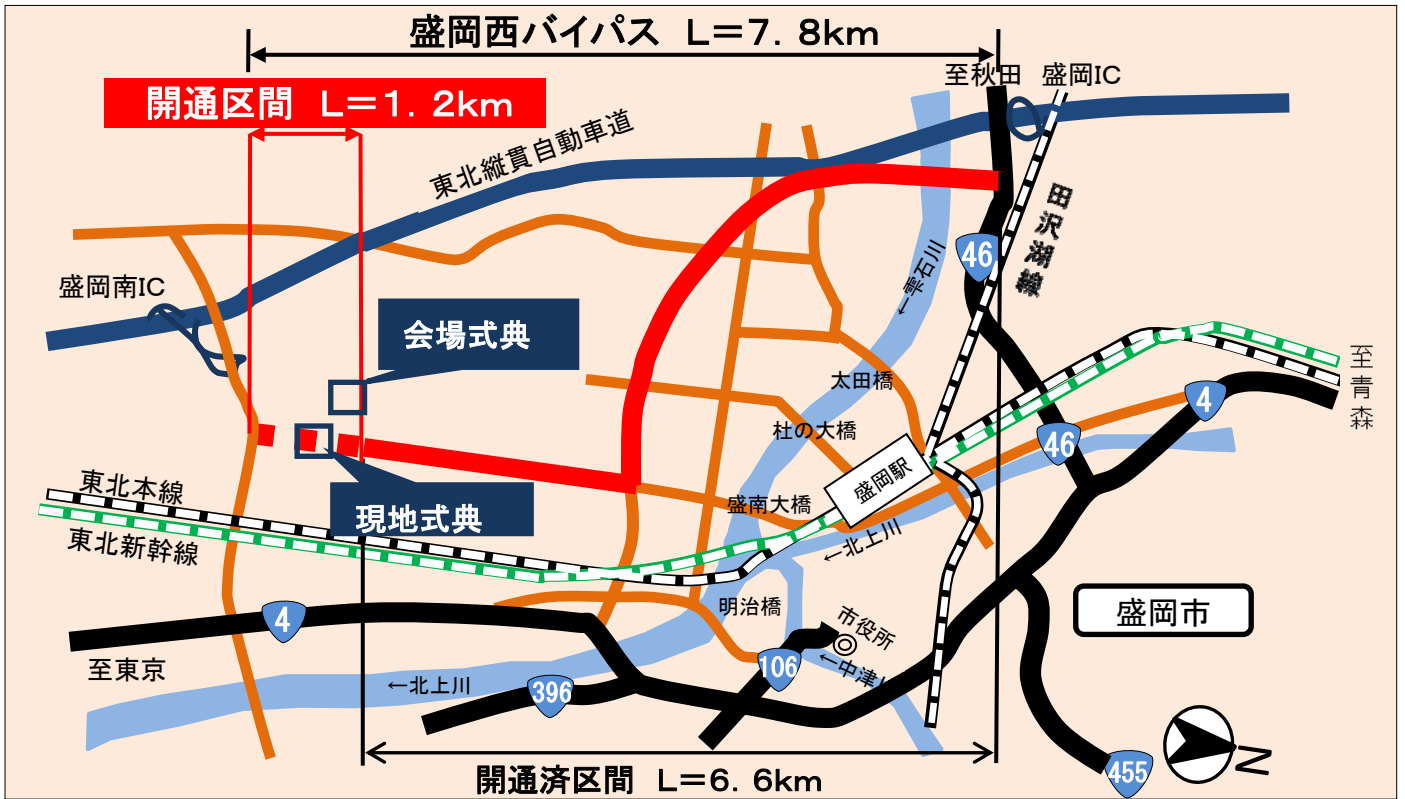 盛岡西バイパス L=7.8km
開通区間 L=1.2km
至秋田
盛岡IC
東北縦貫自動車道
田沢湖線
46
←雫石川
盛岡南IC
会場式典
至青森
太田橋
4
杜の大橋
46
盛岡駅
東北本線
現地式典
盛南大橋
東北新幹線
←北上川
明治橋
4
市役所
盛岡市
至東京
106
←中津川
←北上川
396
455
N
開通済区間 L=6.6km